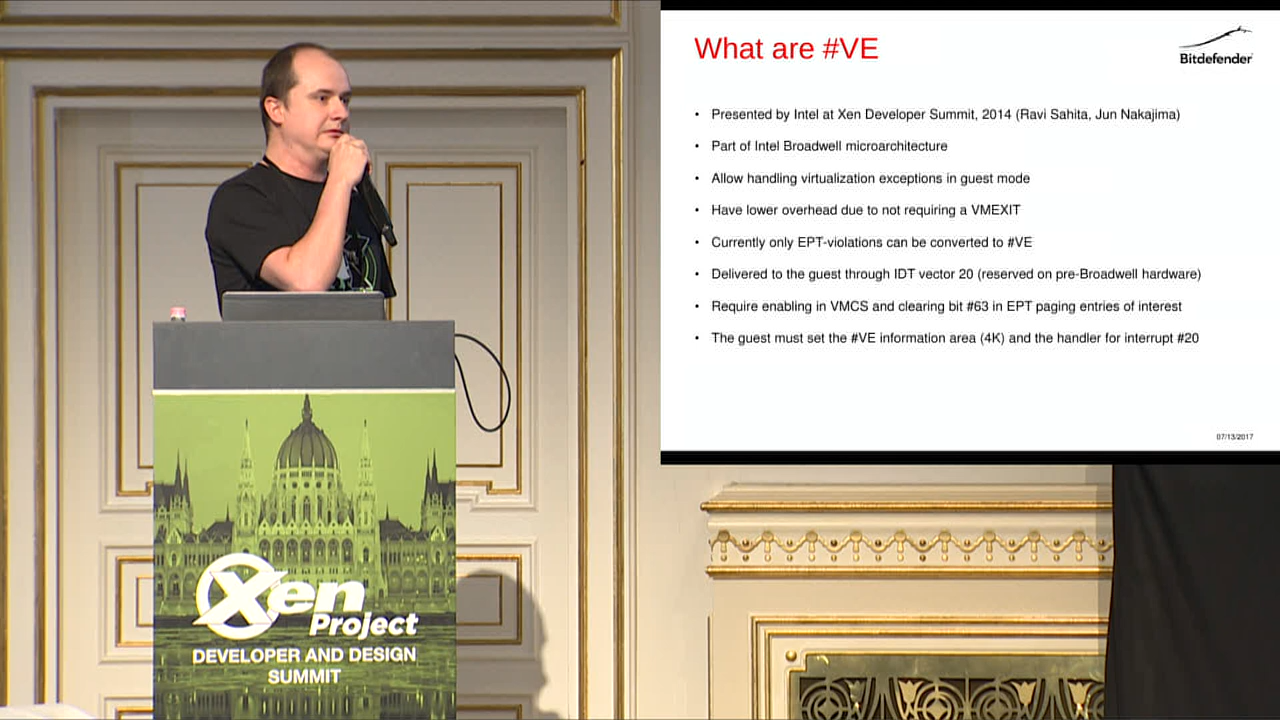 What are #VE
Bitdefender
• Presented by Intel at Xen Developer Summit, 2014 (Ravi Sahita, Jun Nakajima)
• Part of Intel Broadwell microarchitecture
• Allow handling virtualization exceptions in guest mode
• Have lower overhead due to not requiring a VMEXIT
• Currently only EPT-violations can be converted to #VE
• Delivered to the guest through IDT vector 20 (reserved on pre-Broadwell hardware)
• Require enabling in VMCS and clearing bit #63 in EPT paging entries of interest
• The guest must set the #VE information area (4K) and the handler for interrupt #20
07/13/2017
Xen
Project
DEVELOPER AND DESIGN
SUMMIT